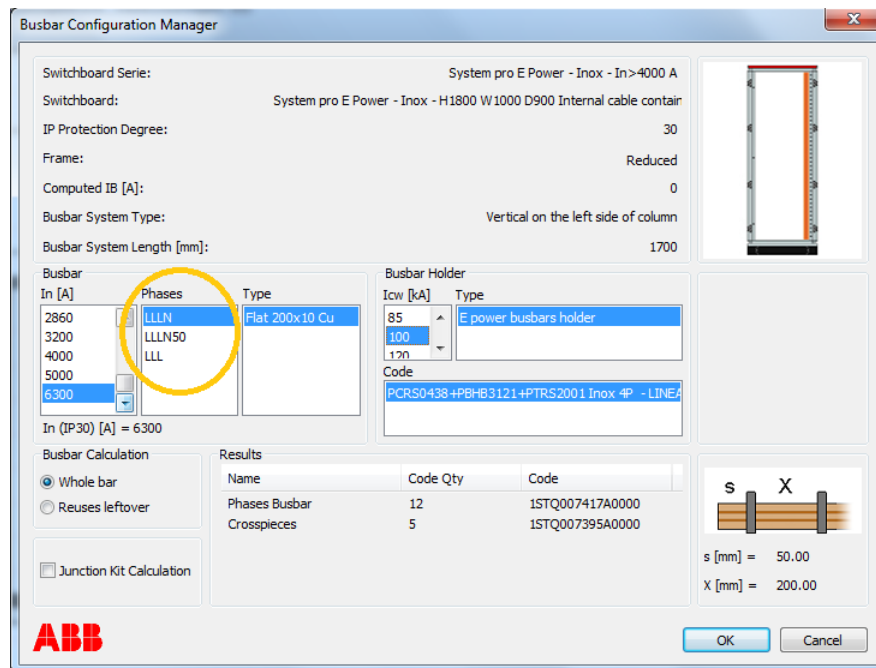 Busbar Configuration Manager
Switchboard Serie: System pro E Power - Inox - In>4000 A
Switchboard: System pro E Power - Inox - H1800 W1000 D900 Internal cable contain
IP Protection Degree: 30
Frame: Reduced
Computed IB [A]: 0
Busbar System Type: Vertical on the left side of column
Busbar System Length [mm]: 1700
Busbar
In [A] Phases Type
2860 LLLN Flat 200x10 Cu
3200 LLLN50
4000 LLL
5000
6300
In (IP30) [A] = 6300
Busbar Holder
Icw [kA] Type
85 E power busbars holder
100
120
Code
PCRS0438+PBHB3121+PTRS2001 Inox 4P - LINEA
Busbar Calculation
Whole bar
Reuses leftover
Junction Kit Calculation
Results
Name Code Qty Code
Phases Busbar 12 1STQ007417A0000
Crosspieces 5 1STQ007395A0000
s X
s [mm] = 50.00
X [mm] = 200.00
ABB
OK Cancel